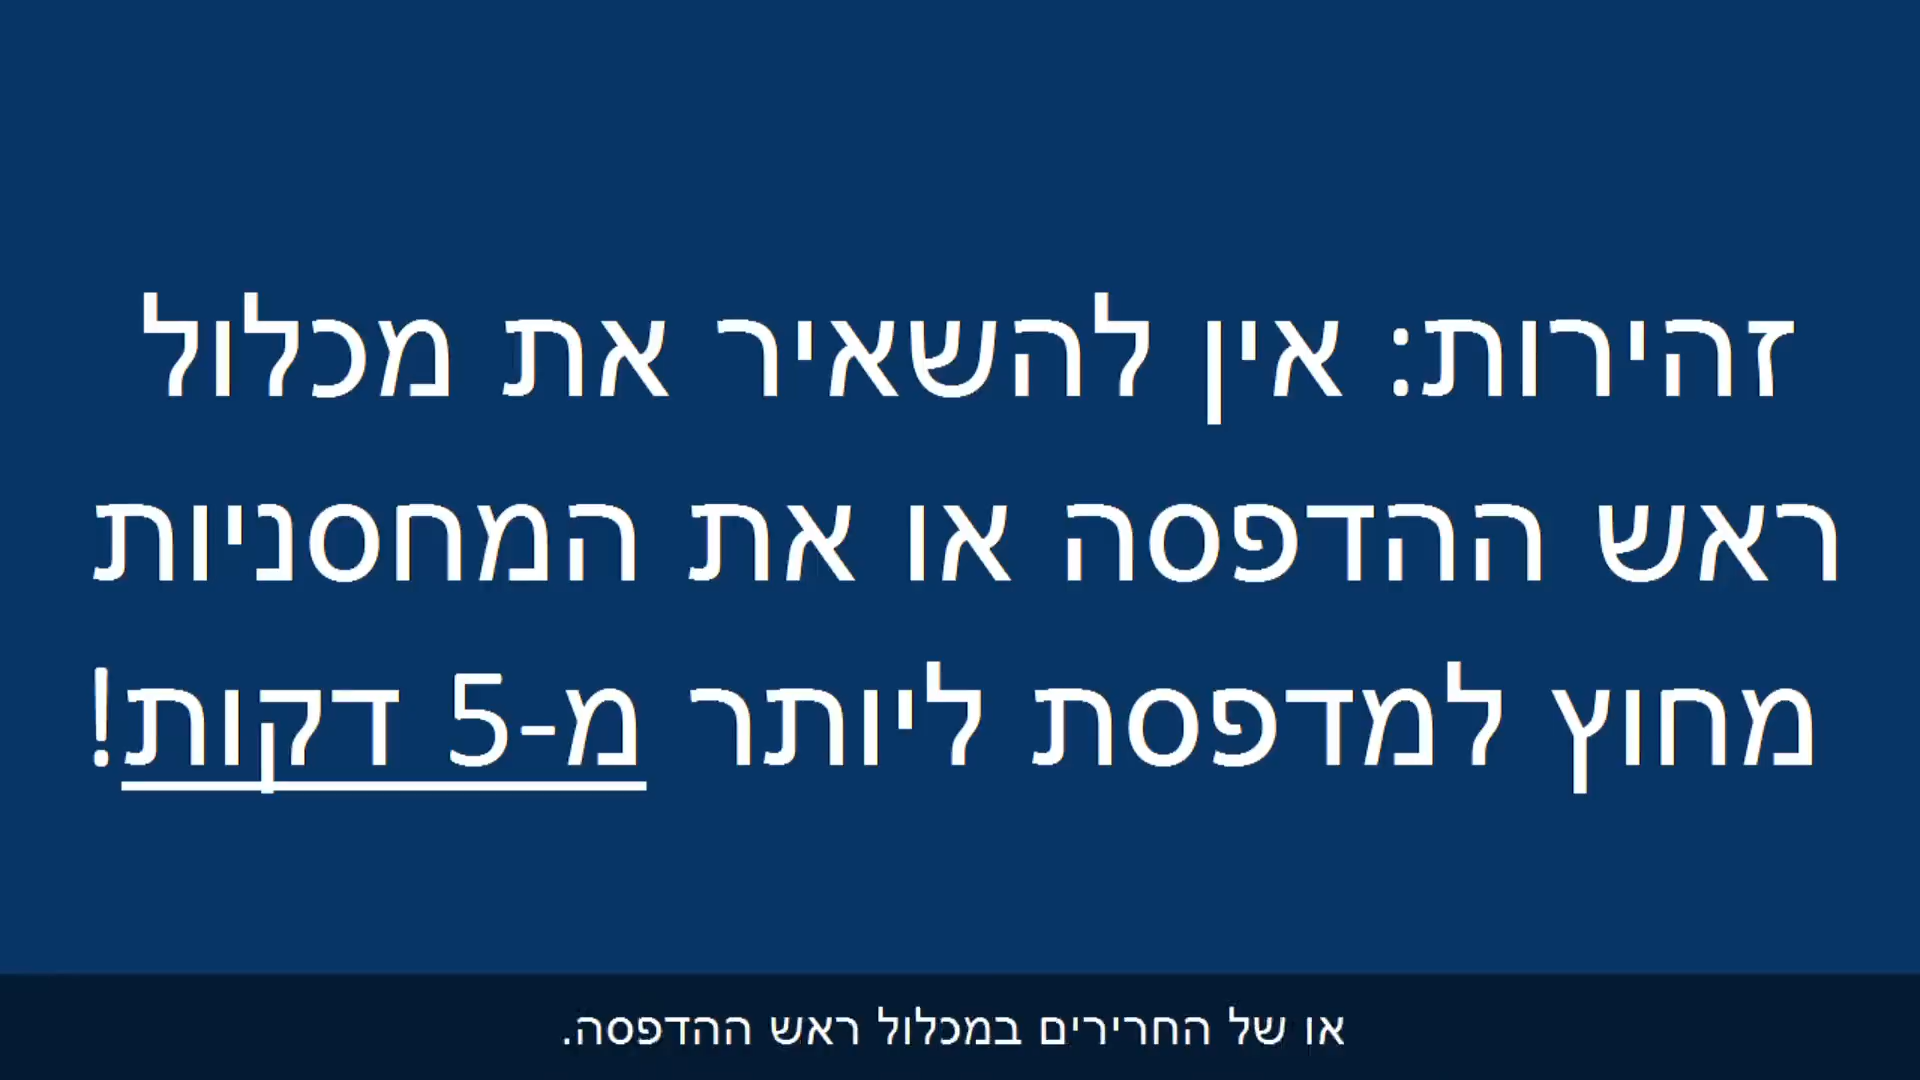 זהירות: אין להשאיר את מכלול
ראש ההדפסה או את המחסניות
מחוץ למדפסת ליותר מ-5 דקות!
או של החרירים במכלול ראש ההדפסה.